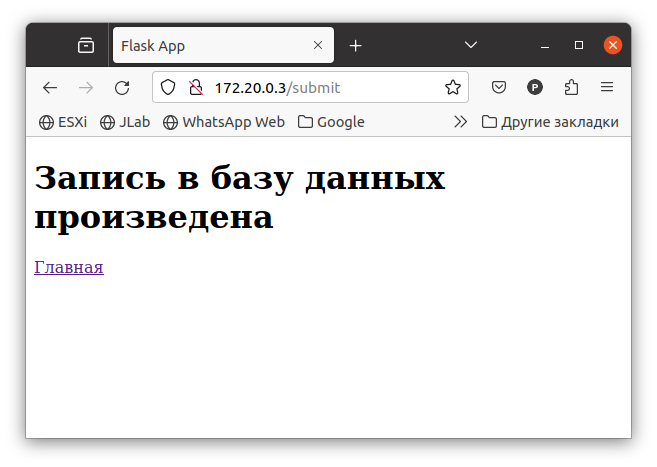 Flask App
172.20.0.3/submit
P
ESXi JLab WhatsApp Web Google Другие закладки
Запись в базу данных
произведена
Главная